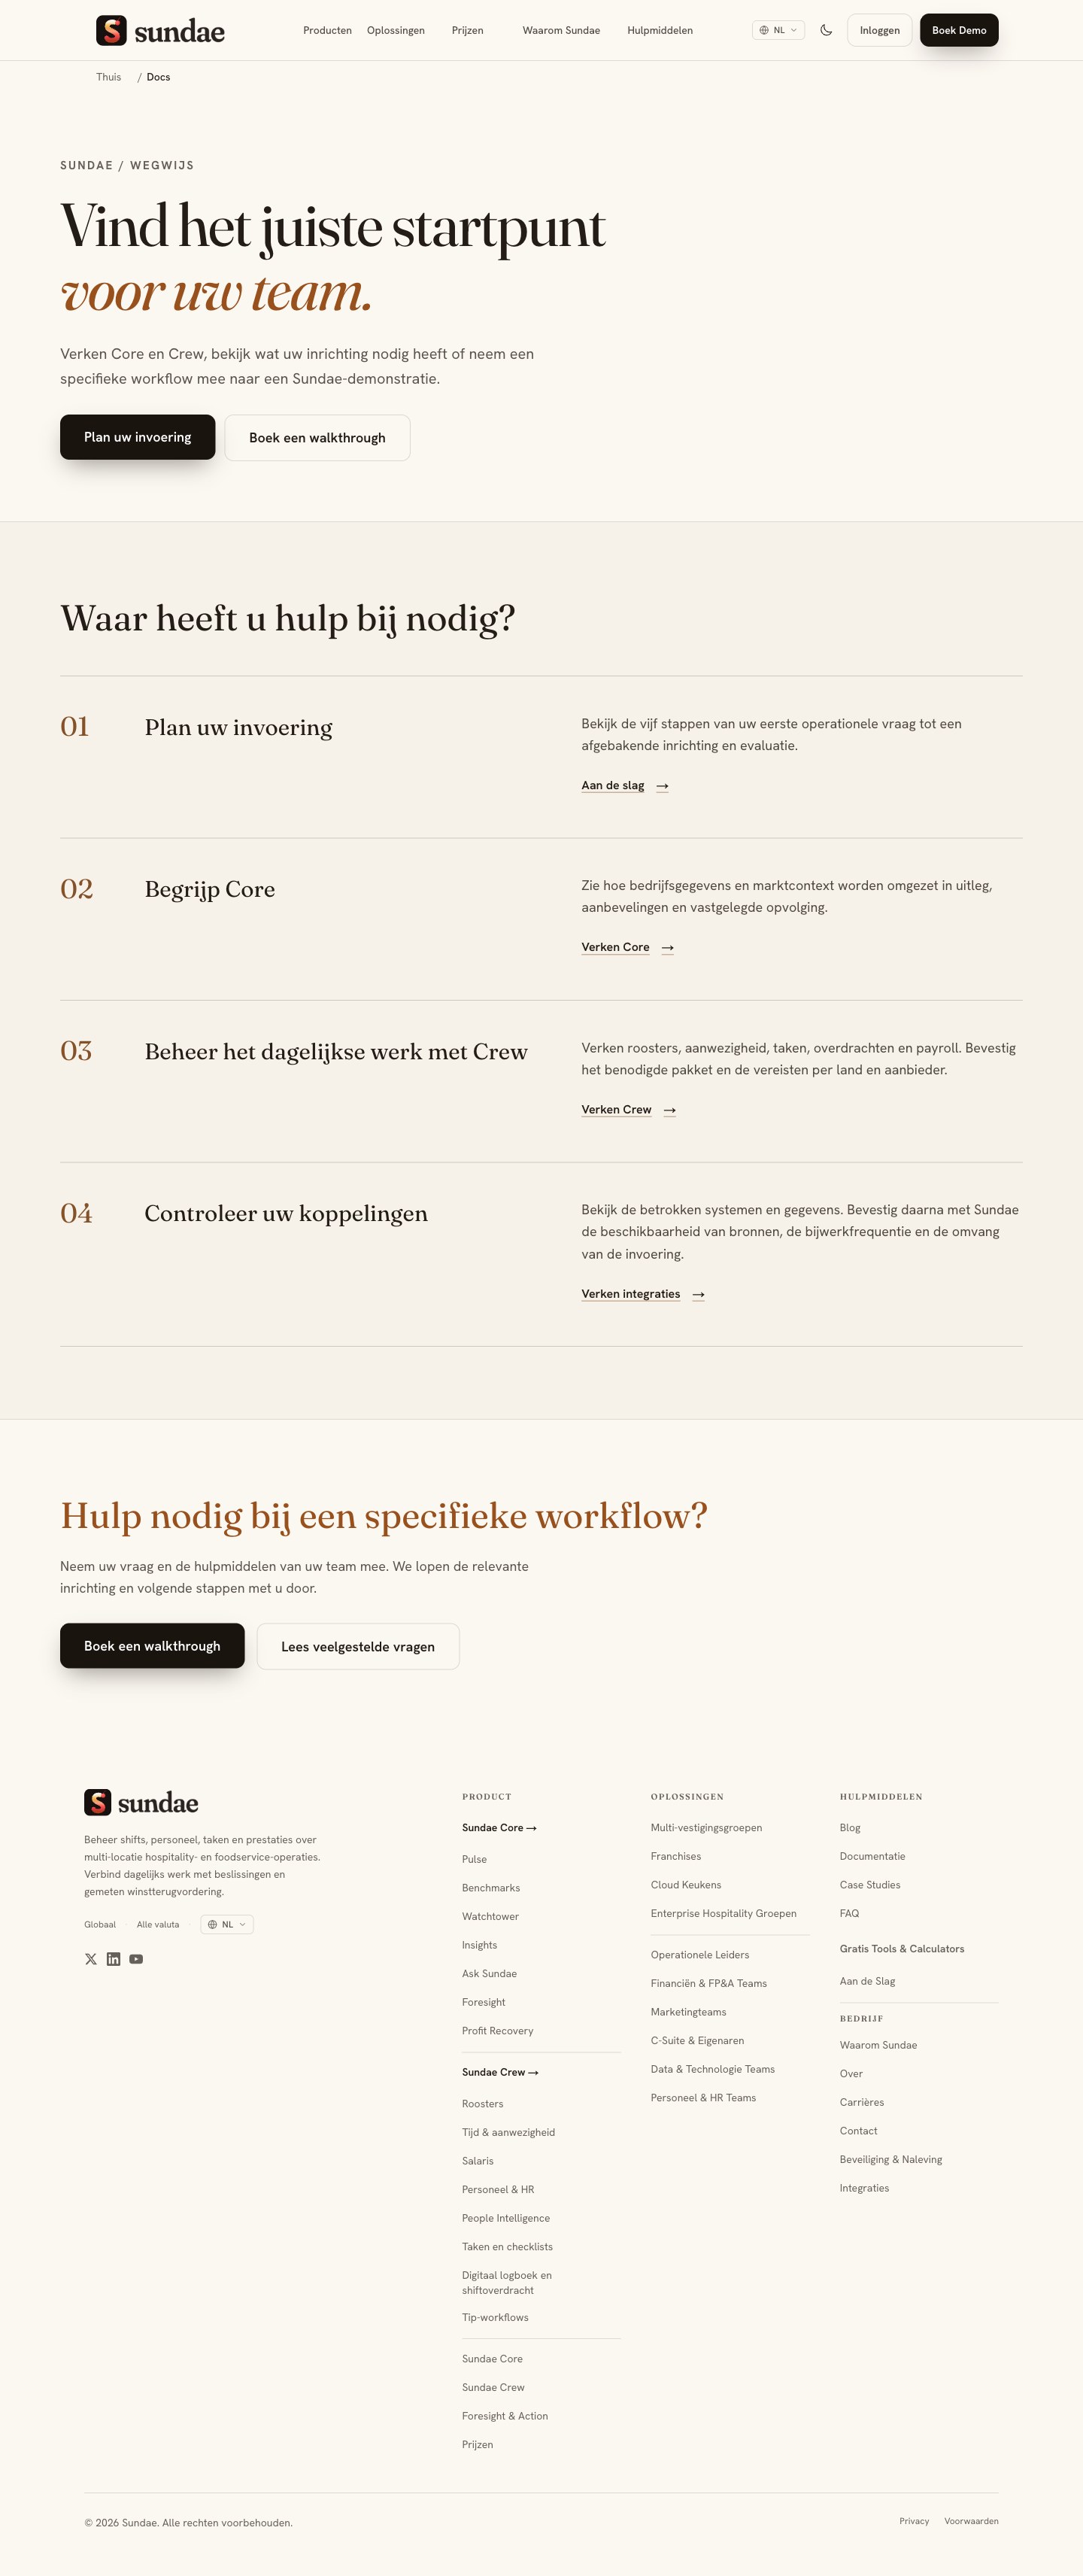 sundae
Producten Oplossingen Prijzen Waarom Sundae Hulpmiddelen NL Inloggen Boek Demo
Thuis / Docs
SUNDAE / WEGWIJS
Vind het juiste startpunt
voor uw team.
Verken Core en Crew, bekijk wat uw inrichting nodig heeft of neem een
specifieke workflow mee naar een Sundae-demonstratie.
Plan uw invoering Boek een walkthrough
Waar heeft u hulp bij nodig?
01 Plan uw invoering
Bekijk de vijf stappen van uw eerste operationele vraag tot een
afgebakende inrichting en evaluatie.
Aan de slag →
02 Begrijp Core
Zie hoe bedrijfsgegevens en marktcontext worden omgezet in uitleg,
aanbevelingen en vastgelegde opvolging.
Verken Core →
03 Beheer het dagelijkse werk met Crew
Verken roosters, aanwezigheid, taken, overdrachten en payroll. Bevestig
het benodigde pakket en de vereisten per land en aanbieder.
Verken Crew →
04 Controleer uw koppelingen
Bekijk de betrokken systemen en gegevens. Bevestig daarna met Sundae
de beschikbaarheid van bronnen, de bijwerkfrequentie en de omvang
van de invoering.
Verken integraties →
Hulp nodig bij een specifieke workflow?
Neem uw vraag en de hulpmiddelen van uw team mee. We lopen de relevante
inrichting en volgende stappen met u door.
Boek een walkthrough Lees veelgestelde vragen
sundae
Beheer shifts, personeel, taken en prestaties over
multi-locatie hospitality- en foodservice-operaties.
Verbind dagelijks werk met beslissingen en
gemeten winstterugvordering.
Globaal Alle valuta NL
PRODUCT
Sundae Core →
Pulse
Benchmarks
Watchtower
Insights
Ask Sundae
Foresight
Profit Recovery
Sundae Crew →
Roosters
Tijd & aanwezigheid
Salaris
Personeel & HR
People Intelligence
Taken en checklists
Digitaal logboek en
shiftoverdracht
Tip-workflows
Sundae Core
Sundae Crew
Foresight & Action
Prijzen
OPLOSSINGEN
Multi-vestigingsgroepen
Franchises
Cloud Keukens
Enterprise Hospitality Groepen
Operationele Leiders
Financiën & FP&A Teams
Marketingteams
C-Suite & Eigenaren
Data & Technologie Teams
Personeel & HR Teams
HULPMIDDELEN
Blog
Documentatie
Case Studies
FAQ
Gratis Tools & Calculators
Aan de Slag
BEDRIJF
Waarom Sundae
Over
Carrières
Contact
Beveiliging & Naleving
Integraties
© 2026 Sundae. Alle rechten voorbehouden.
Privacy Voorwaarden